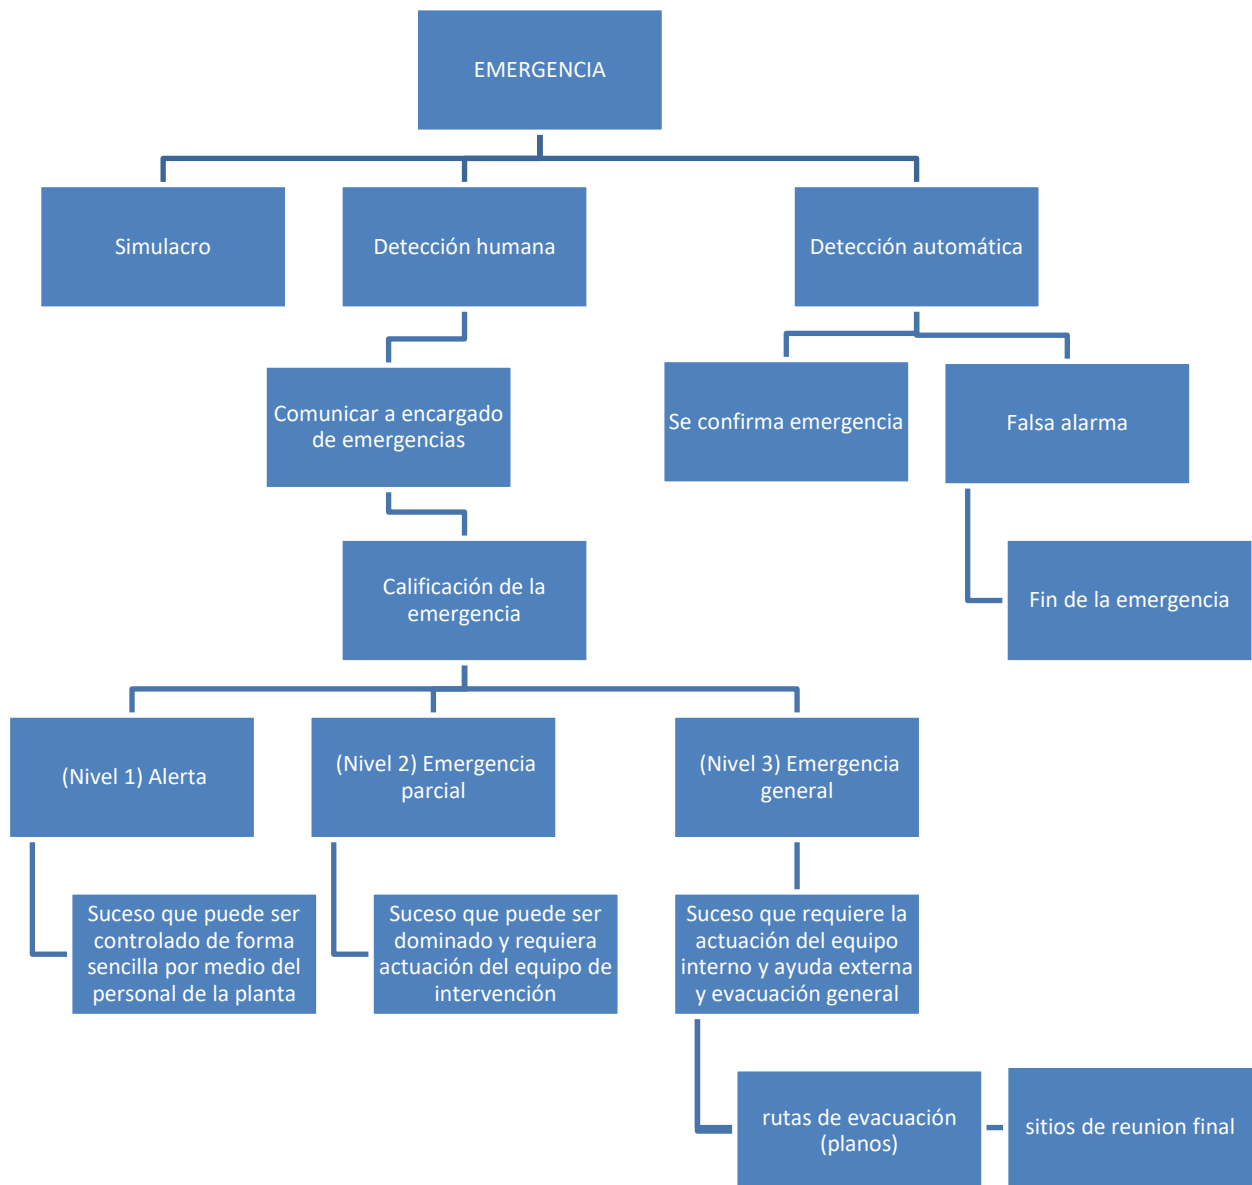 EMERGENCIA
Simulacro
Detección humana
Detección automática
Comunicar a encargado
de emergencias
Se confirma emergencia
Falsa alarma
Calificación de la
emergencia
Fin de la emergencia
(Nivel 1) Alerta
(Nivel 2) Emergencia
parcial
(Nivel 3) Emergencia
general
Suceso que puede ser
controlado de forma
sencilla por medio del
personal de la planta
Suceso que puede ser
dominado y requiera
actuación del equipo de
intervención
Suceso que requiere la
actuación del equipo
interno y ayuda externa
y evacuación general
rutas de evacuación
(planos)
sitios de reunion final